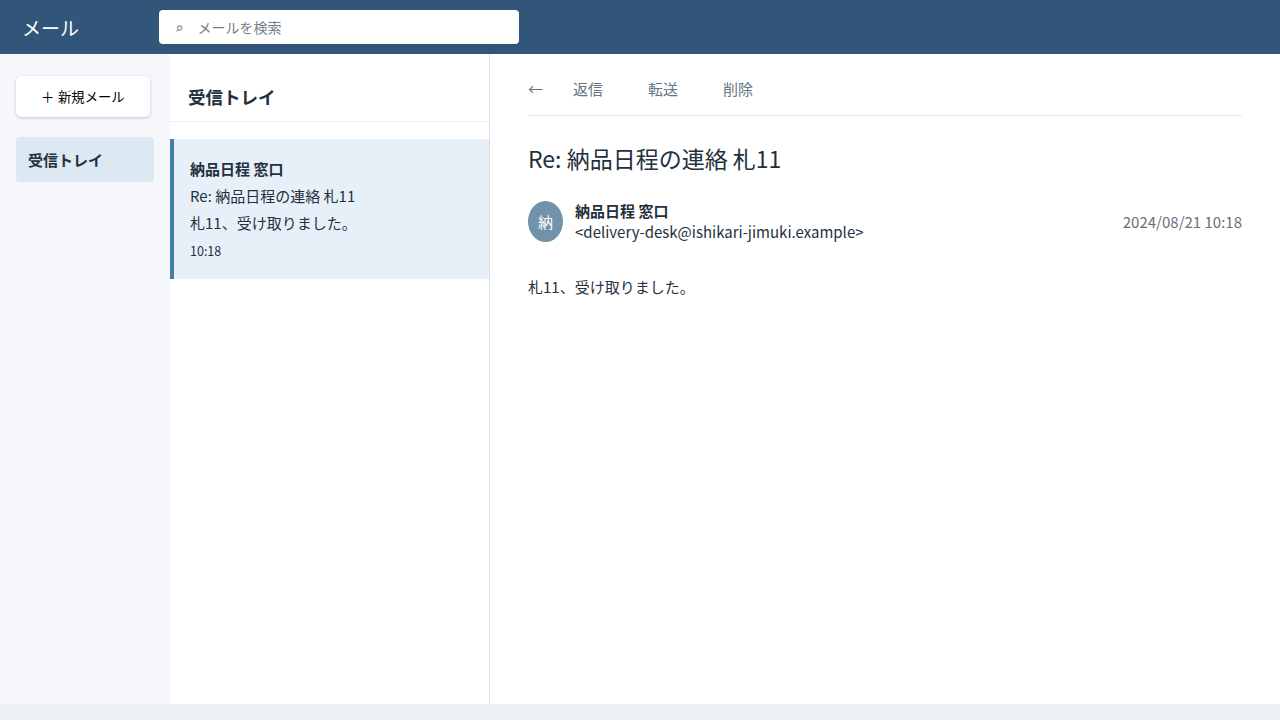 メール
メールを検索
＋ 新規メール
受信トレイ
受信トレイ
納品日程 窓口
Re: 納品日程の連絡 札11
札11、受け取りました。
10:18
← 返信 転送 削除
Re: 納品日程の連絡 札11
納
納品日程 窓口
<delivery-desk@ishikari-jimuki.example>
2024/08/21 10:18
札11、受け取りました。